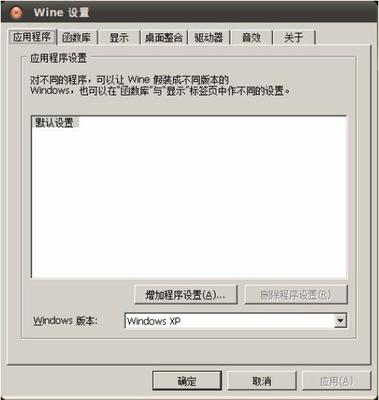 Wine 设置
应用程序 函数库 显示 桌面整合 驱动器 音效 关于
应用程序设置
对不同的程序，可以让 Wine 假装成不同版本的
Windows，也可以在“函数库”与“显示”标签页中作不同的设置。
默认设置
增加程序设置(A)... 删除程序设置(R)
Windows 版本: Windows XP
确定 取消 应用(A)